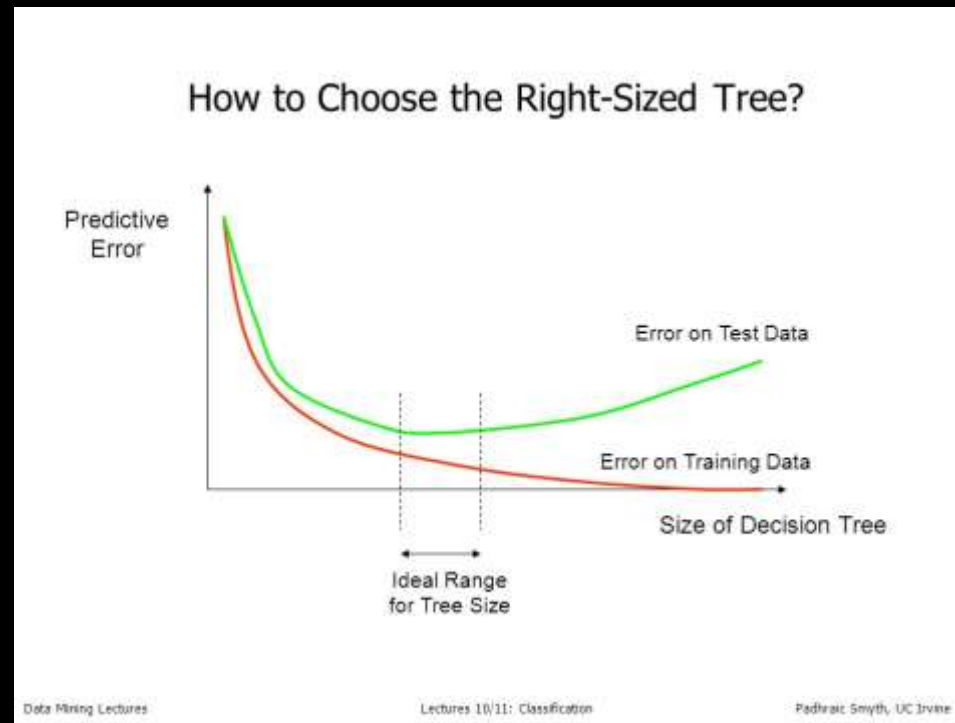 How to Choose the Right-Sized Tree?
Predictive
Error
Error on Test Data
Error on Training Data
Size of Decision Tree
Ideal Range
for Tree Size
Data Mining Lectures
Lectures 10/11: Classification
Padhraic Smyth, UC Irvine